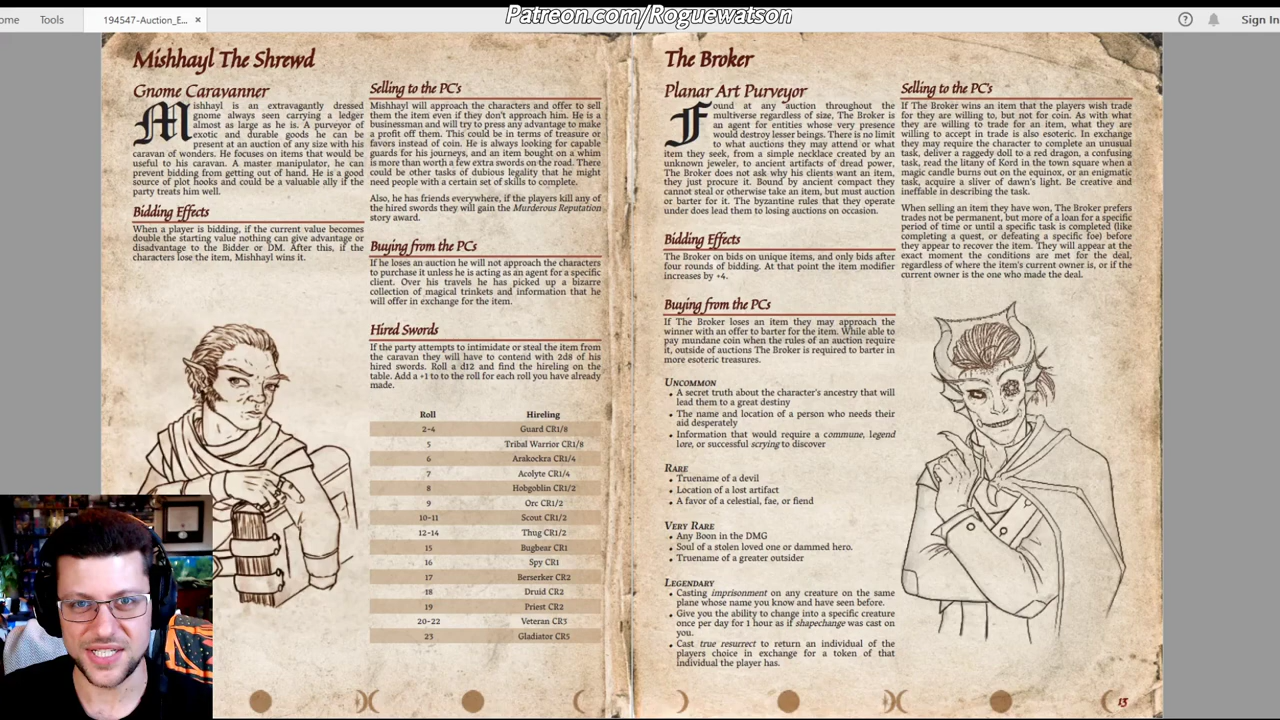 ome
Tools
194547-Auction_E...
×
Patreon.com/Roguewatson
Sign In
Mishhayl The Shrewd
Gnome Caravanner
Mishhayl is an extravagantly dressed
gnome always seen carrying a ledger
almost as large as he is. A purveyor of
exotic and durable goods he can be
present at an auction of any size with his
caravan of wonders. He focuses on items that would be
useful to his caravan. A master manipulator, he can
prevent bidding from getting out of hand. He is a good
source of plot hooks and could be a valuable ally if the
party treats him well.
Bidding Effects
When a player is bidding, if the current value becomes
double the starting value nothing can give advantage or
disadvantage to the Bidder or DM. After this, if the
characters lose the item, Mishhayl wins it.
Selling to the PC's
Mishhayl will approach the characters and offer to sell
them the item even if they don't approach him. He is a
businessman and will try to press any advantage to make
a profit off them. This could be in terms of treasure or
favors instead of coin. He is always looking for capable
guards for his journeys, and an item bought on a whim
is more than worth a few extra swords on the road. There
could be other tasks of dubious legality that he might
need people with a certain set of skills to complete.
Also, he has friends everywhere, if the players kill any of
the hired swords they will gain the Murderous Reputation
story award.
Buying from the PCs
If he loses an auction he will not approach the characters
to purchase it unless he is acting as an agent for a specific
client. Over his travels he has picked up a bizarre
collection of magical trinkets and information that he
will offer in exchange for the item.
Hired Swords
If the party attempts to intimidate or steal the item from
the caravan they will have to contend with 2d8 of his
hired swords. Roll a d12 and find the hireling on the
table. Add a +1 to to the roll for each roll you have already
made.
Roll Hireling
2-4 Guard CR1/8
5 Tribal Warrior CR1/8
6 Arakockra CR1/4
7 Acolyte CR1/4
8 Hobgoblin CR1/2
9 Orc CR1/2
10-11 Scout CR1/2
12-14 Thug CR1/2
15 Bugbear CR1
16 Spy CR1
17 Berserker CR2
18 Druid CR2
19 Priest CR2
20-22 Veteran CR3
23 Gladiator CR5
The Broker
Planar Art Purveyor
Found at any auction throughout the
multiverse regardless of size, The Broker is
an agent for entities whose very presence
would destroy lesser beings. There is no limit
to what auctions they may attend or what
item they seek, from a simple necklace created by an
unknown jeweler, to ancient artifacts of dread power,
The Broker does not ask why his clients want an item,
they just procure it. Bound by ancient compact they
cannot steal or otherwise take an item, but must auction
or barter for it. The byzantine rules that they operate
under does lead them to losing auctions on occasion.
Bidding Effects
The Broker on bids on unique items, and only bids after
four rounds of bidding. At that point the item modifier
increases by +4.
Buying from the PCs
If The Broker loses an item they may approach the
winner with an offer to barter for the item. While able to
pay mundane coin when the rules of an auction require
it, outside of auctions The Broker is required to barter in
more esoteric treasures.
Uncommon
• A secret truth about the character's ancestry that will
lead them to a great destiny
• The name and location of a person who needs their
aid desperately
• Information that would require a commune, legend
lore, or successful scrying to discover
Rare
• Truename of a devil
• Location of a lost artifact
• A favor of a celestial, fae, or fiend
Very Rare
• Any Boon in the DMG
• Soul of a stolen loved one or dammed hero.
• Truename of a greater outsider
Legendary
• Casting imprisonment on any creature on the same
plane whose name you know and have seen before.
• Give you the ability to change into a specific creature
once per day for 1 hour as if shapechange was cast on
you.
• Cast true resurrect to return an individual of the
players choice in exchange for a token of that
individual the player has.
Selling to the PC's
If The Broker wins an item that the players wish trade
for they are willing to, but not for coin. As with what
they are willing to trade for an item, what they are
willing to accept in trade is also esoteric. In exchange
they may require the character to complete an unusual
task, deliver a raggedy doll to a red dragon, a confusing
task, read the litany of Kord in the town square when a
magic candle burns out on the equinox, or an enigmatic
task, acquire a sliver of dawn's light. Be creative and
ineffable in describing the task.
When selling an item they have won, The Broker prefers
trades not be permanent, but more of a loan for a specific
period of time or until a specific task is completed (like
completing a quest, or defeating a specific foe) before
they appear to recover the item. They will appear at the
exact moment the conditions are met for the deal,
regardless of where the item's current owner is, or if the
current owner is the one who made the deal.
13